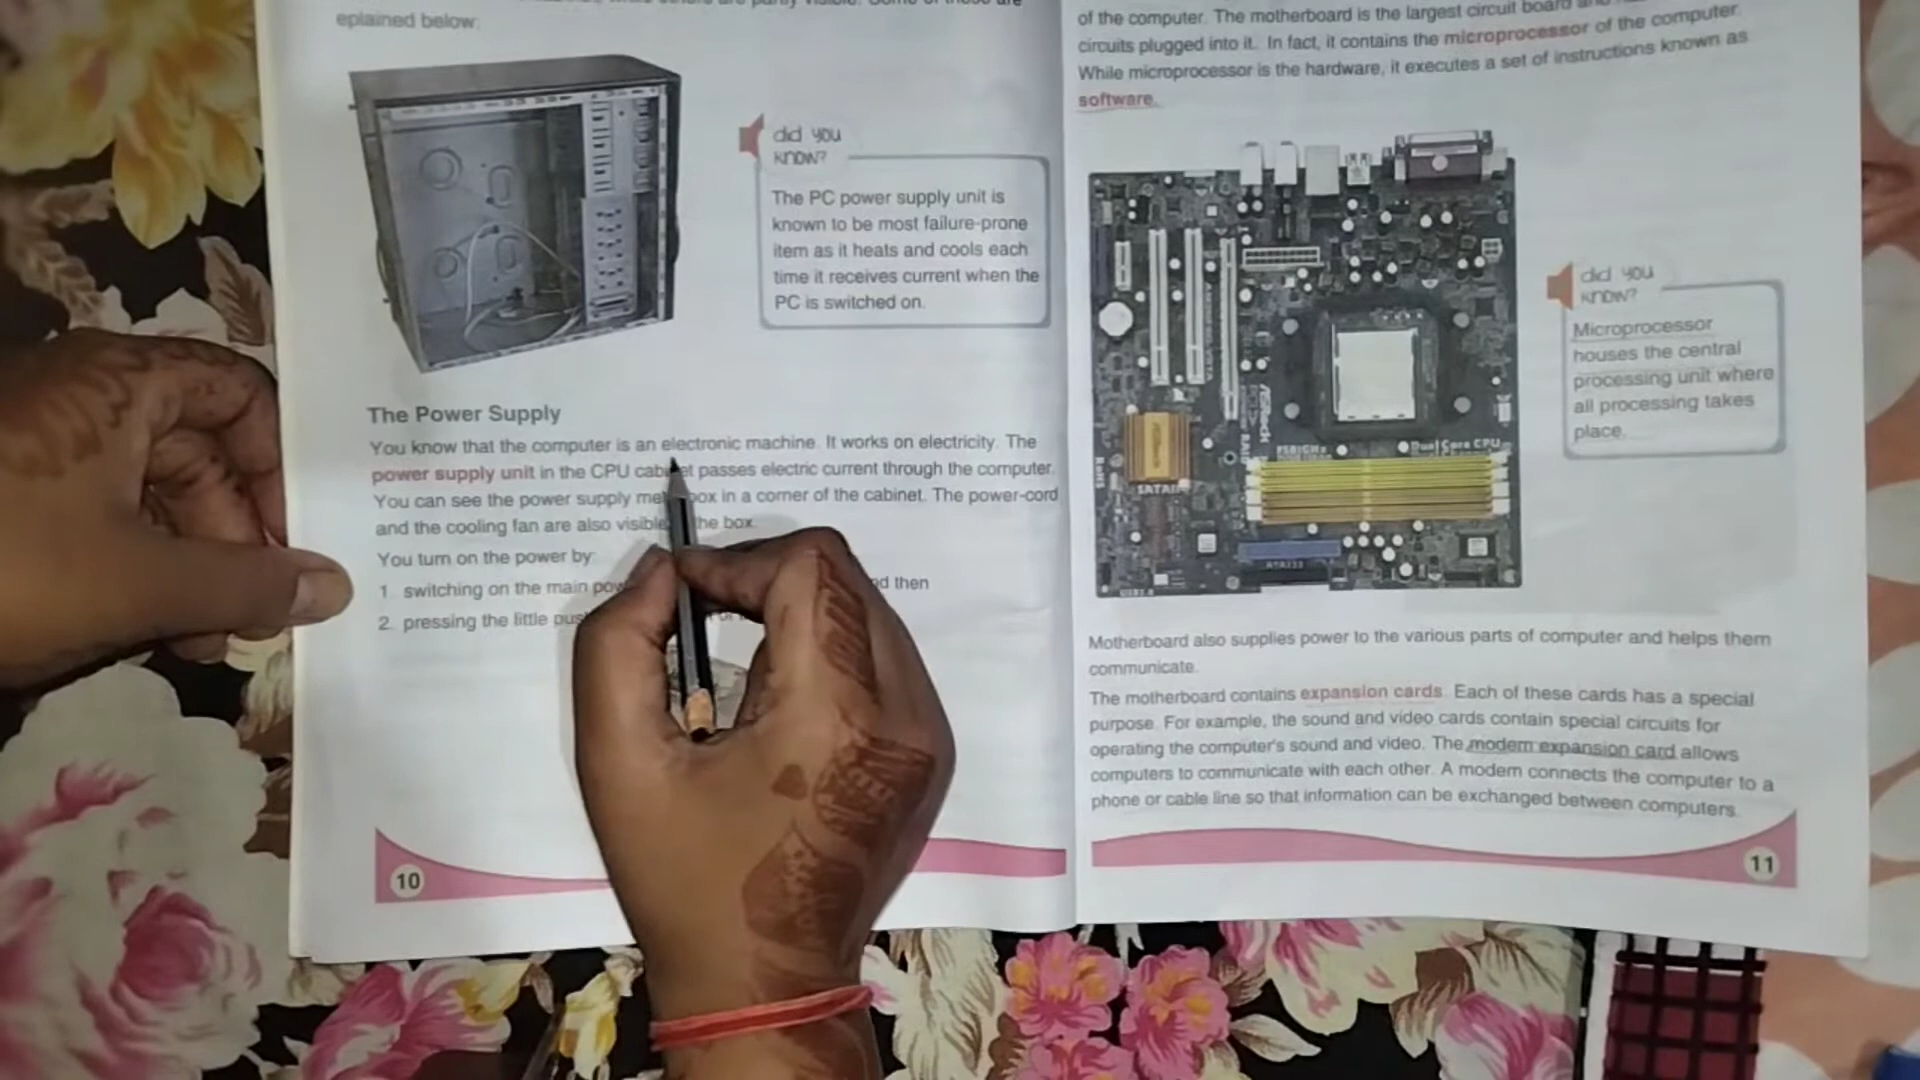 eplained below:
did you
know?
The PC power supply unit is
known to be most failure-prone
item as it heats and cools each
time it receives current when the
PC is switched on.
The Power Supply
You know that the computer is an electronic machine. It works on electricity. The
power supply unit in the CPU cabinet passes electric current through the computer.
You can see the power supply box in a corner of the cabinet. The power-cord
and the cooling fan are also visible the box.
You turn on the power by:
1. switching on the main then
2. pressing the little
10
of the computer. The motherboard is the largest circuit board
circuits plugged into it. In fact, it contains the microprocessor of the computer.
While microprocessor is the hardware, it executes a set of instructions known as
software.
did you
know?
Microprocessor
houses the central
processing unit where
all processing takes
place.
Dual Core CPU
SATAII
Motherboard also supplies power to the various parts of computer and helps them
communicate.
The motherboard contains expansion cards. Each of these cards has a special
purpose. For example, the sound and video cards contain special circuits for
operating the computer's sound and video. The modem expansion card allows
computers to communicate with each other. A modem connects the computer to a
phone or cable line so that information can be exchanged between computers.
11